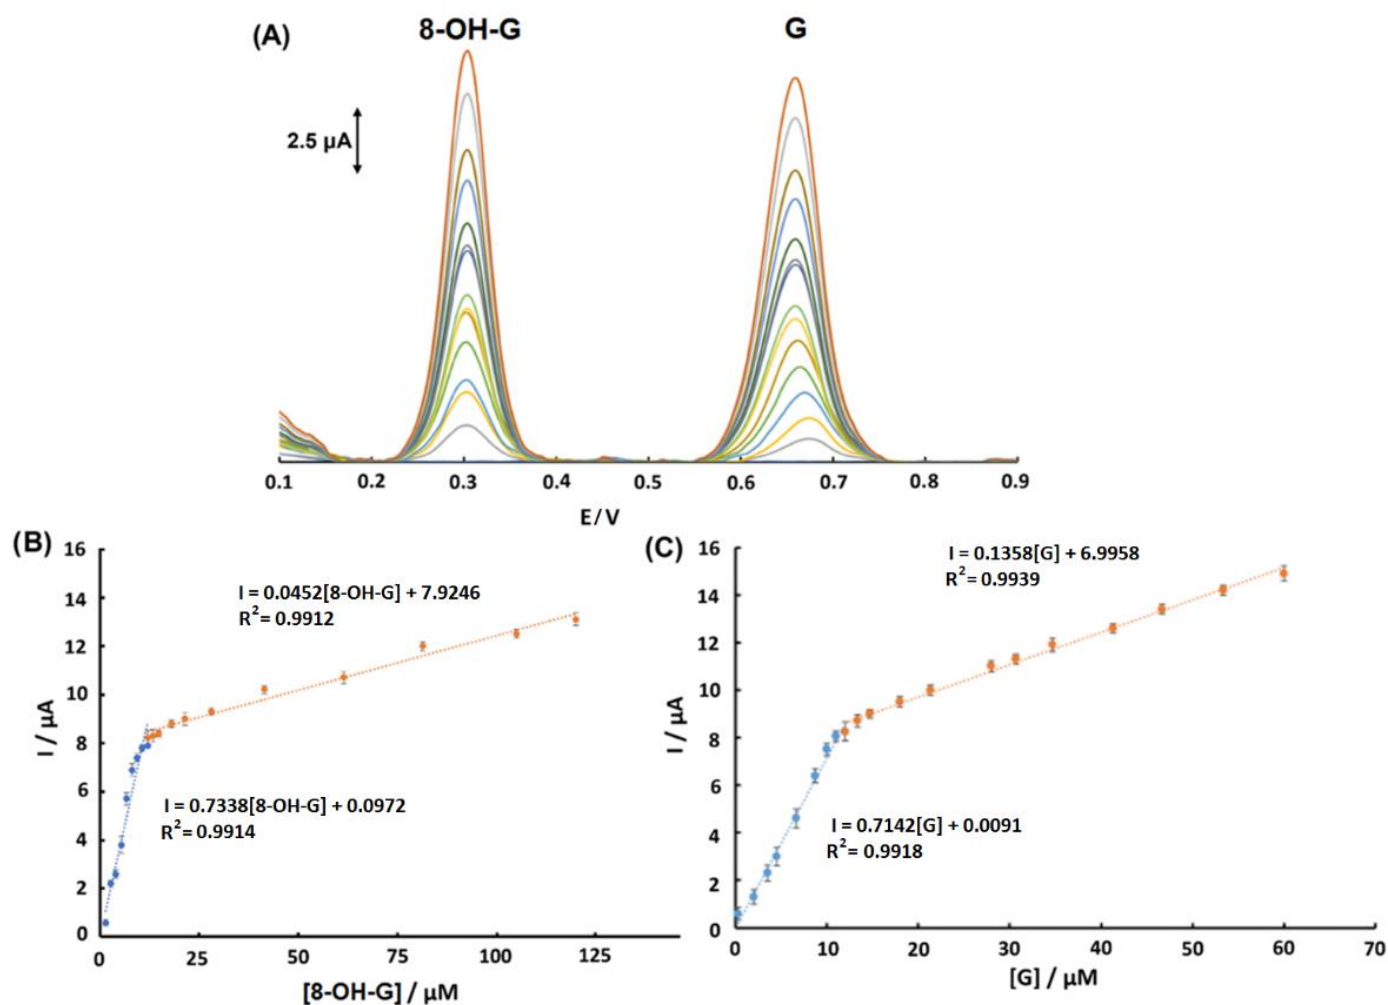 (A)
8-OH-G
G
2.5 µA
0.1 0.2 0.3 0.4 0.5 0.6 0.7 0.8 0.9
E/V
(B)
I / µA
16
14
12
10
8
6
4
2
0
I = 0.0452[8-OH-G] + 7.9246
R² = 0.9912
I = 0.7338[8-OH-G] + 0.0972
R² = 0.9914
0 25 50 75 100 125
[8-OH-G] / µM
(C)
I / µA
16
14
12
10
8
6
4
2
0
I = 0.1358[G] + 6.9958
R² = 0.9939
I = 0.7142[G] + 0.0091
R² = 0.9918
0 10 20 30 40 50 60 70
[G] / µM